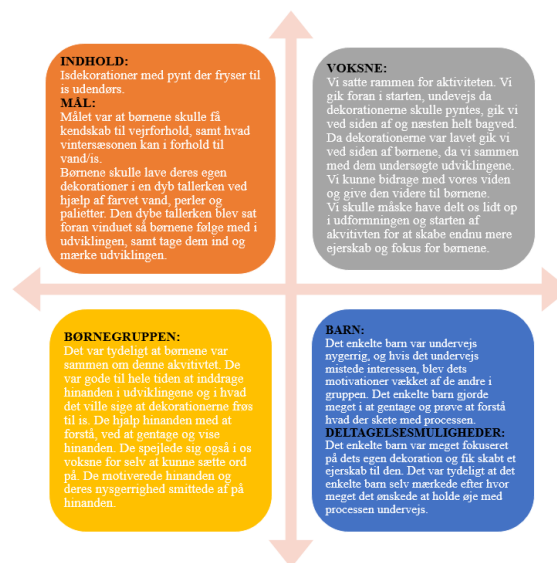 INDHOLD:
Isdekorationer med pynt der fryser til
is udendørs.
MÅL:
Målet var at børnene skulle få
kendskab til vejrforhold, samt hvad
vintersæsonen kan i forhold til
vand/is.
Børnene skulle lave deres egen
dekorationer i en dyb tallerken ved
hjælp af farvet vand, perler og
palietter. Den dybe tallerken blev sat
foran vinduet så børnene følge med i
udviklingen, samt tage dem ind og
mærke udviklingen.
VOKSNE:
Vi satte rammen for aktiviteten. Vi
gik foran i starten, undevejs da
dekorationerne skulle pyntes, gik vi
ved siden af og næsten helt bagved.
Da dekorationerne var lavet gik vi
ved siden af børnene, da vi sammen
med dem undersøgte udviklingene.
Vi kunne bidrage med vores viden
og give den videre til børnene.
Vi skulle måske have delt os lidt op
i udformningen og starten af
akvitivten for at skabe endnu mere
ejerskab og fokus for børnene.
BØRNEGRUPPEN:
Det var tydeligt at børnene var
sammen om denne akvitivtet. De
var gode til hele tiden at inddrage
hinanden i udviklingene og i hvad
det ville sige at dekorationerne frøs
til is. De hjalp hinanden med at
forstå, ved at gentage og vise
hinanden. De spejlede sig også i os
voksne for selv at kunne sætte ord
på. De motiverede hinanden og
deres nysgerrighed smittede af på
hinanden.
BARN:
Det enkelte barn var undervejs
nygerrig, og hvis det undervejs
mistede interessen, blev dets
motivationer vækket af de andre i
gruppen. Det enkelte barn gjorde
meget i at gentage og prøve at forstå
hvad der skete med processen.
DELTAGELSESMULIGHEDER:
Det enkelte barn var meget fokuseret
på dets egen dekoration og fik skabt et
ejerskab til den. Det var tydeligt at det
enkelte barn selv mærkede efter hvor
meget det ønskede at holde øje med
processen undervejs.